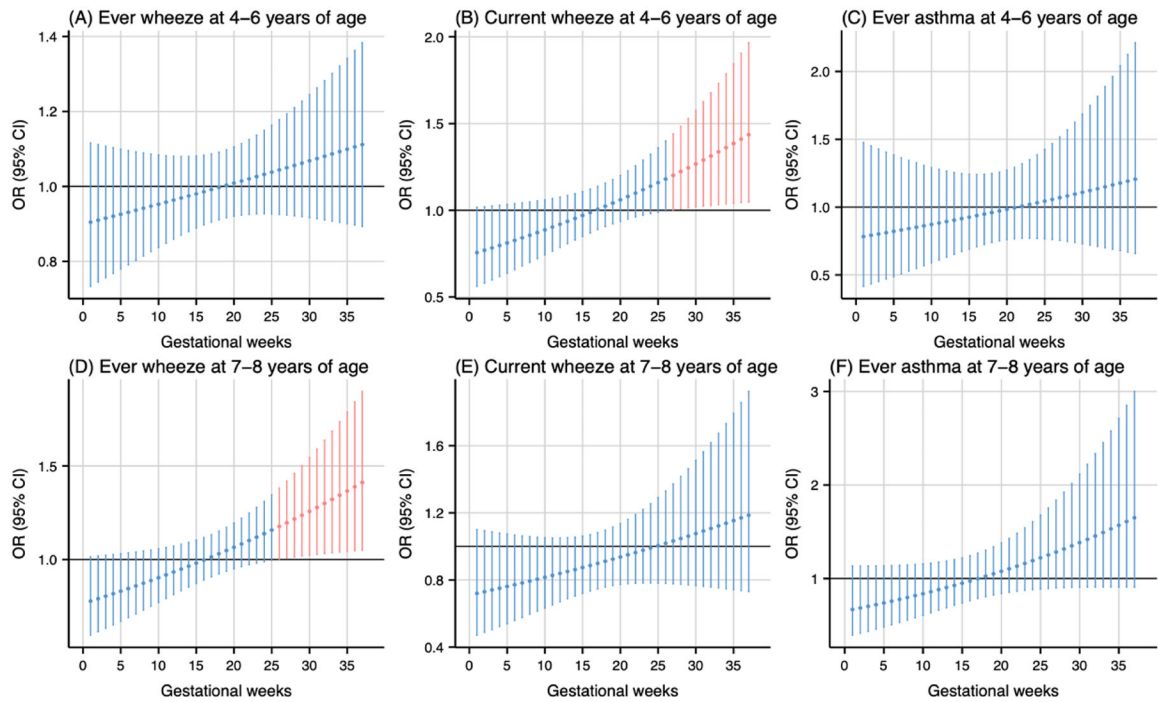 (A) Ever wheeze at 4–6 years of age
1.4
1.2
1.0
0.8
OR (95% CI)
0 5 10 15 20 25 30 35
Gestational weeks
(B) Current wheeze at 4–6 years of age
2.0
1.5
1.0
0.5
OR (95% CI)
0 5 10 15 20 25 30 35
Gestational weeks
(C) Ever asthma at 4–6 years of age
2.0
1.5
1.0
0.5
OR (95% CI)
0 5 10 15 20 25 30 35
Gestational weeks
(D) Ever wheeze at 7–8 years of age
1.5
1.0
OR (95% CI)
0 5 10 15 20 25 30 35
Gestational weeks
(E) Current wheeze at 7–8 years of age
1.6
1.2
0.8
0.4
OR (95% CI)
0 5 10 15 20 25 30 35
Gestational weeks
(F) Ever asthma at 7–8 years of age
3
2
1
OR (95% CI)
0 5 10 15 20 25 30 35
Gestational weeks